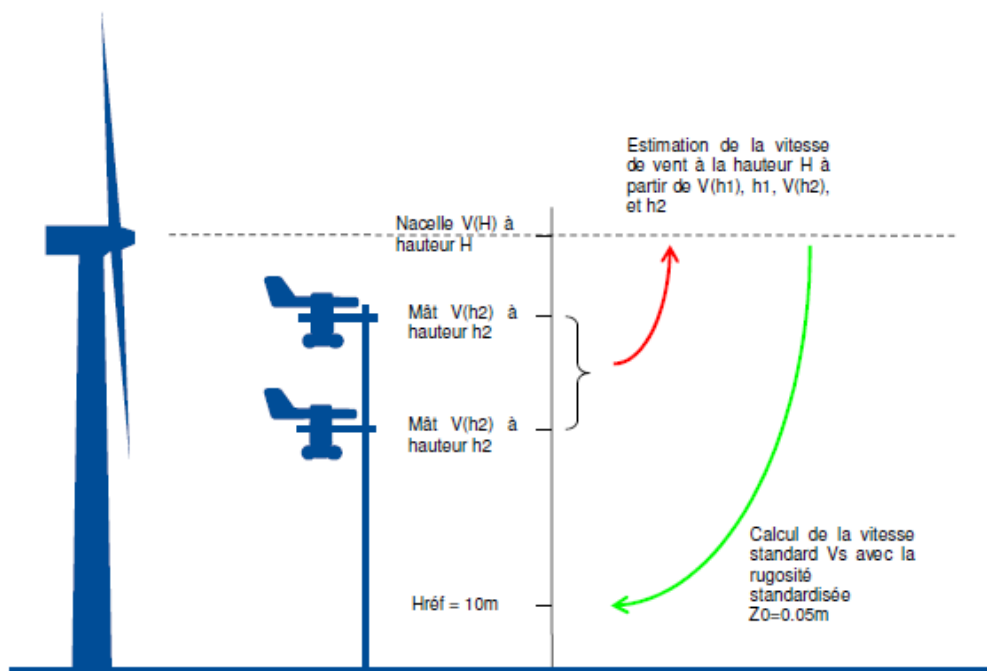 Estimation de la vitesse
de vent à la hauteur H à
partir de V(h1), h1, V(h2),
et h2
Nacelle V(H) à
hauteur H
Mât V(h2) à
hauteur h2
Mât V(h2) à
hauteur h2
Calcul de la vitesse
standard Vs avec la
rugosité
standardisée
Z0=0.05m
Hréf = 10m